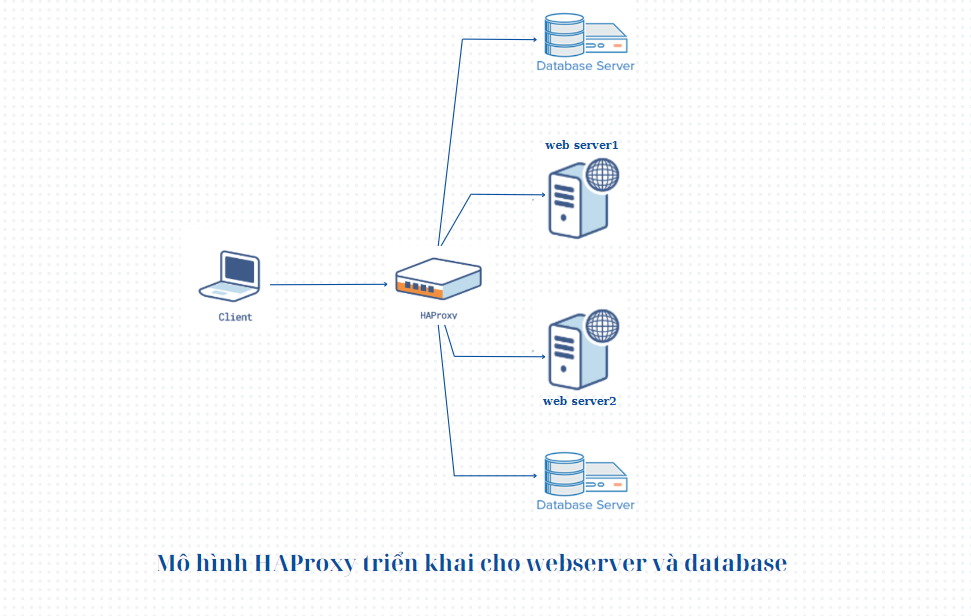 Database Server
web server1
Client
HAProxy
web server2
Database Server
Mô hình HAProxy triển khai cho webserver và database